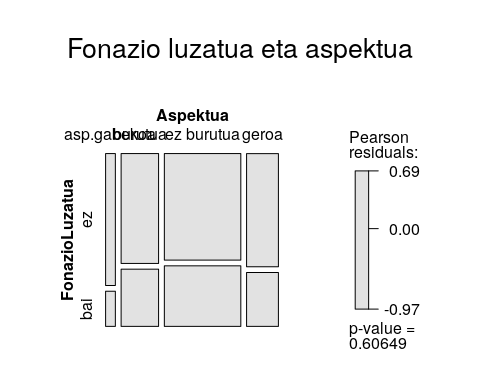 Fonazio luzatua eta aspektua
Aspektua
asp.gabekoa burutua ez burutua geroa
FonazioLuzatua
ez
bai
Pearson
residuals:
0.69
0.00
-0.97
p-value =
0.60649